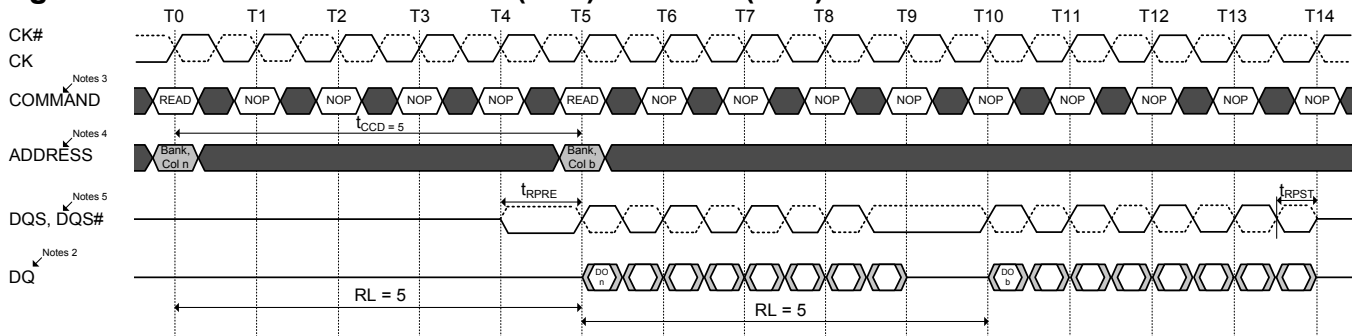 T0 T1 T2 T3 T4 T5 T6 T7 T8 T9 T10 T11 T12 T13 T14
CK#
CK
Notes 3
COMMAND READ NOP NOP NOP NOP READ NOP NOP NOP NOP NOP NOP NOP NOP NOP
tCCD = 5
Notes 4
ADDRESS Bank, Col n Bank, Col b
tRPRE tRPST
Notes 5
DQS, DQS#
Notes 2
DQ DO n DO b
RL = 5
RL = 5